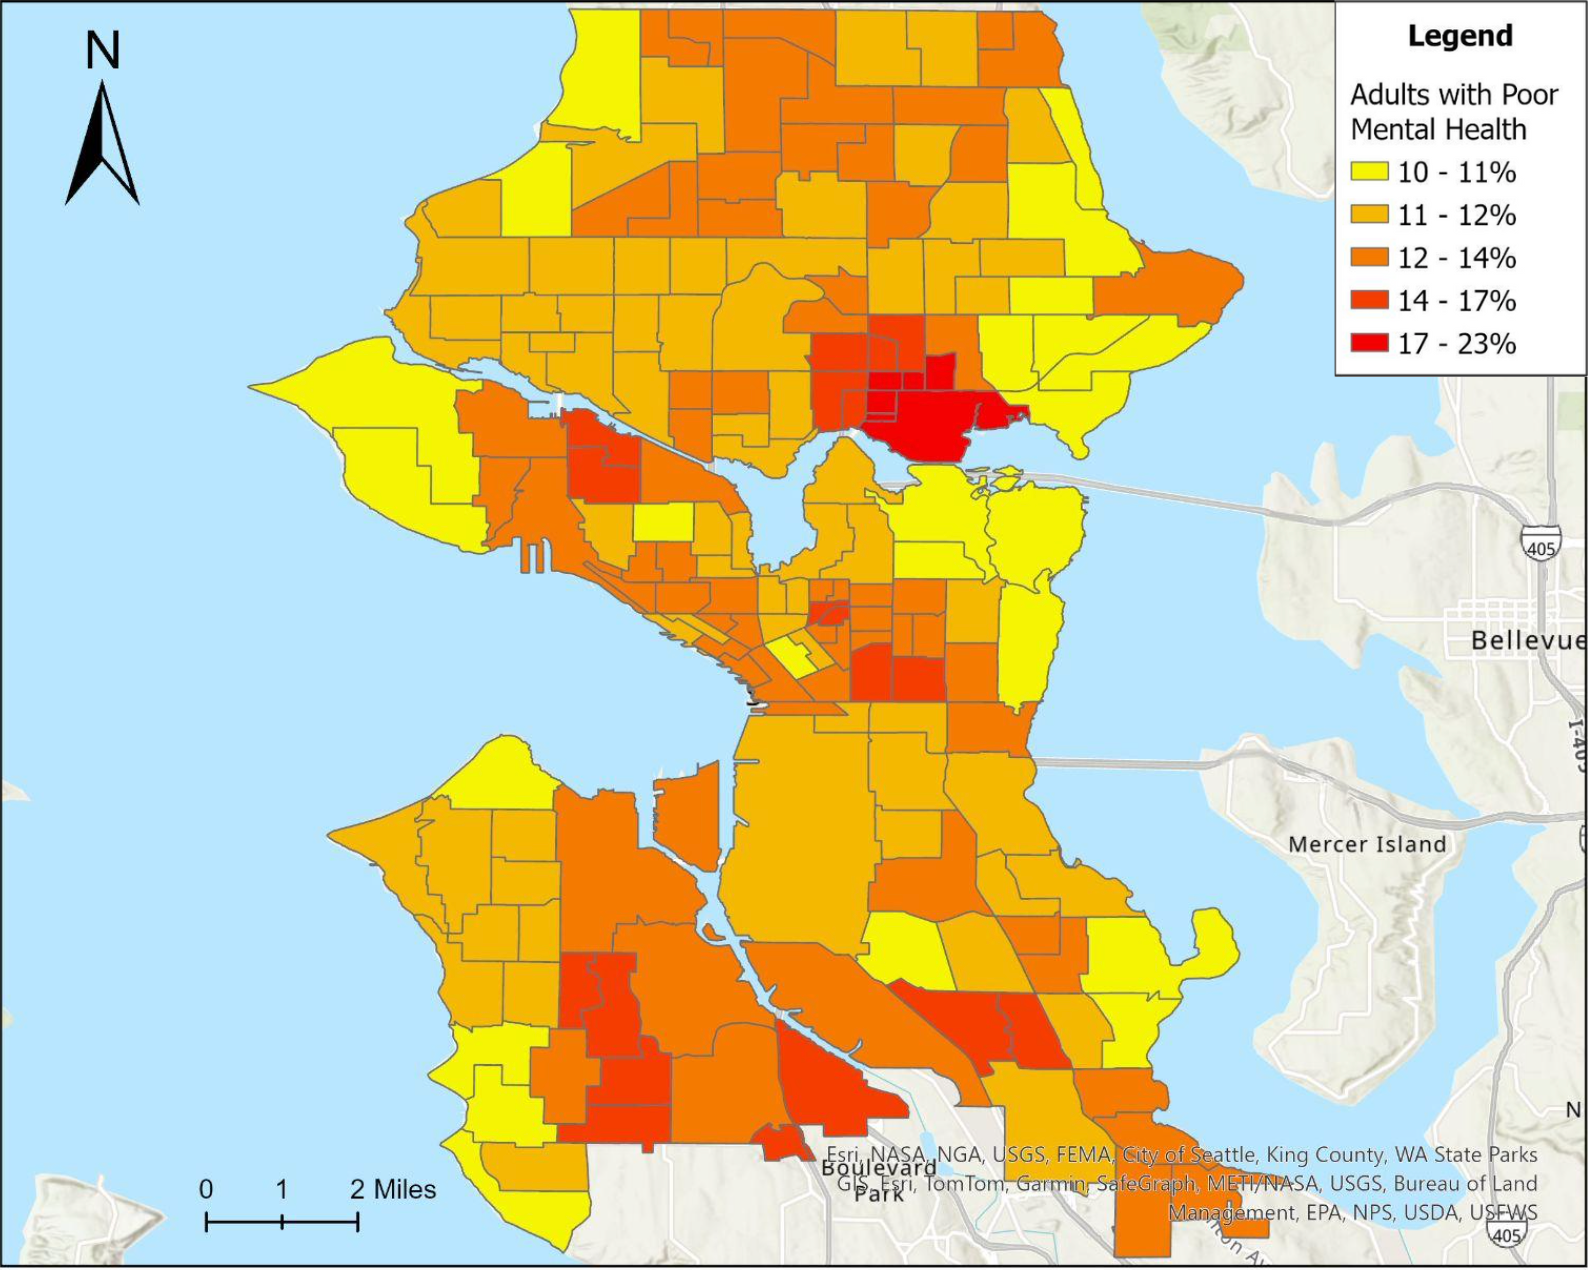 N
Legend
Adults with Poor
Mental Health
10 - 11%
11 - 12%
12 - 14%
14 - 17%
17 - 23%
405
Bellevue
I-405
Mercer Island
N
Esri, NASA, NGA, USGS, FEMA, City of Seattle, King County, WA State Parks
Boulevard
Park
GIS, Esri, TomTom, Garmin, SafeGraph, METI/NASA, USGS, Bureau of Land
Management, EPA, NPS, USDA, USFWS
0 1 2 Miles
405